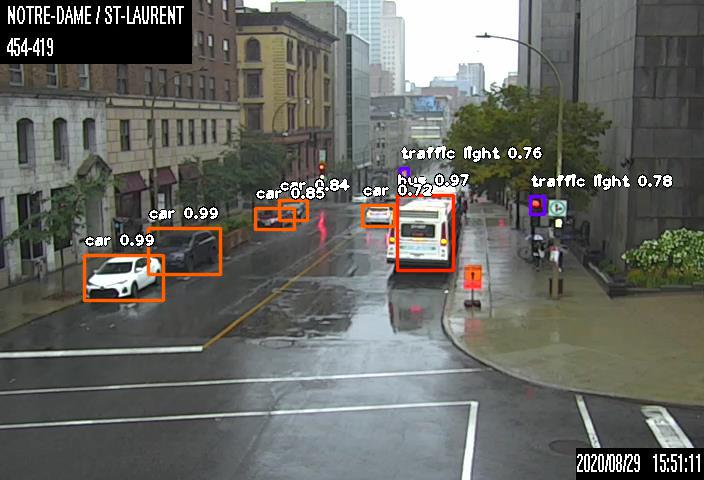 NOTRE-DAME / ST-LAURENT
454-419
traffic light 0.76
bus 0.97
traffic light 0.78
car 0.84
car 0.85
car 0.72
car 0.99
car 0.99
2020/08/29 15:51:11